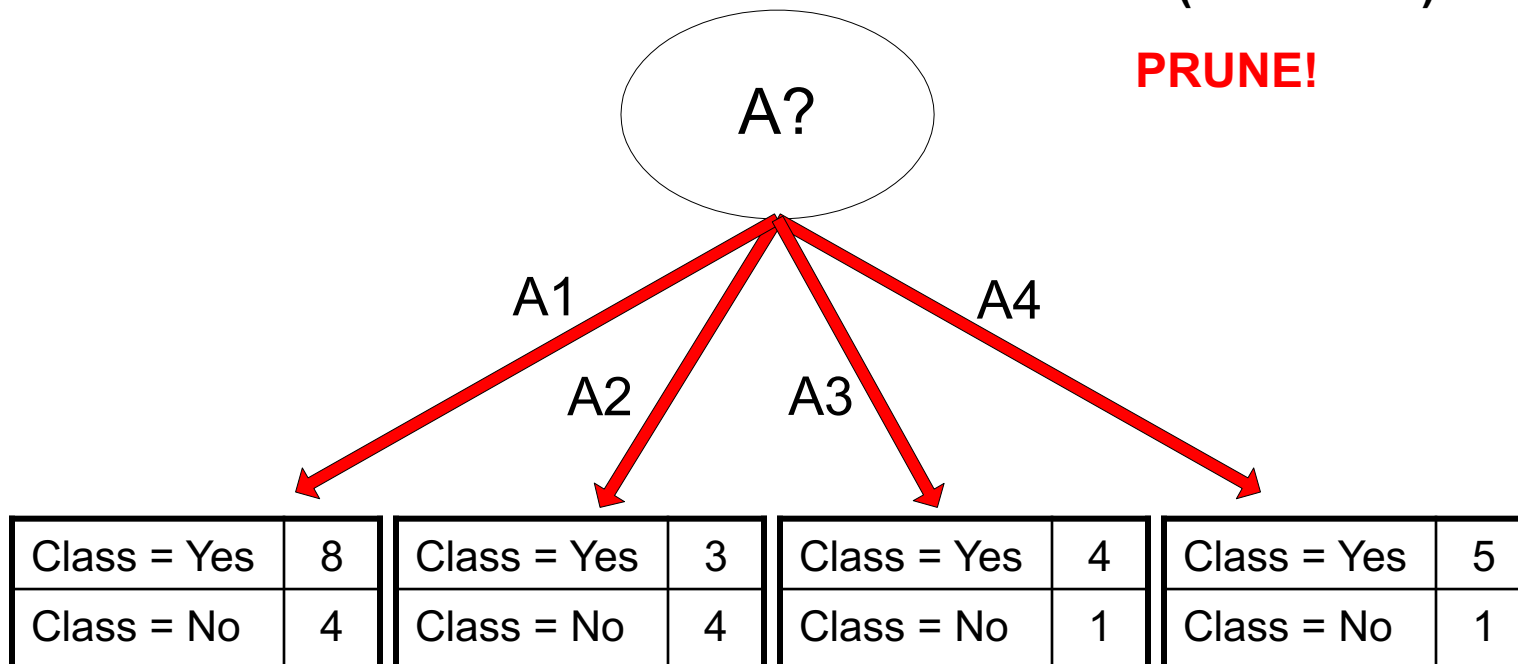 PRUNE!
A?
A1
A4
A2
A3
Class = Yes 8 Class = Yes 3 Class = Yes 4 Class = Yes 5
Class = No 4 Class = No 4 Class = No 1 Class = No 1